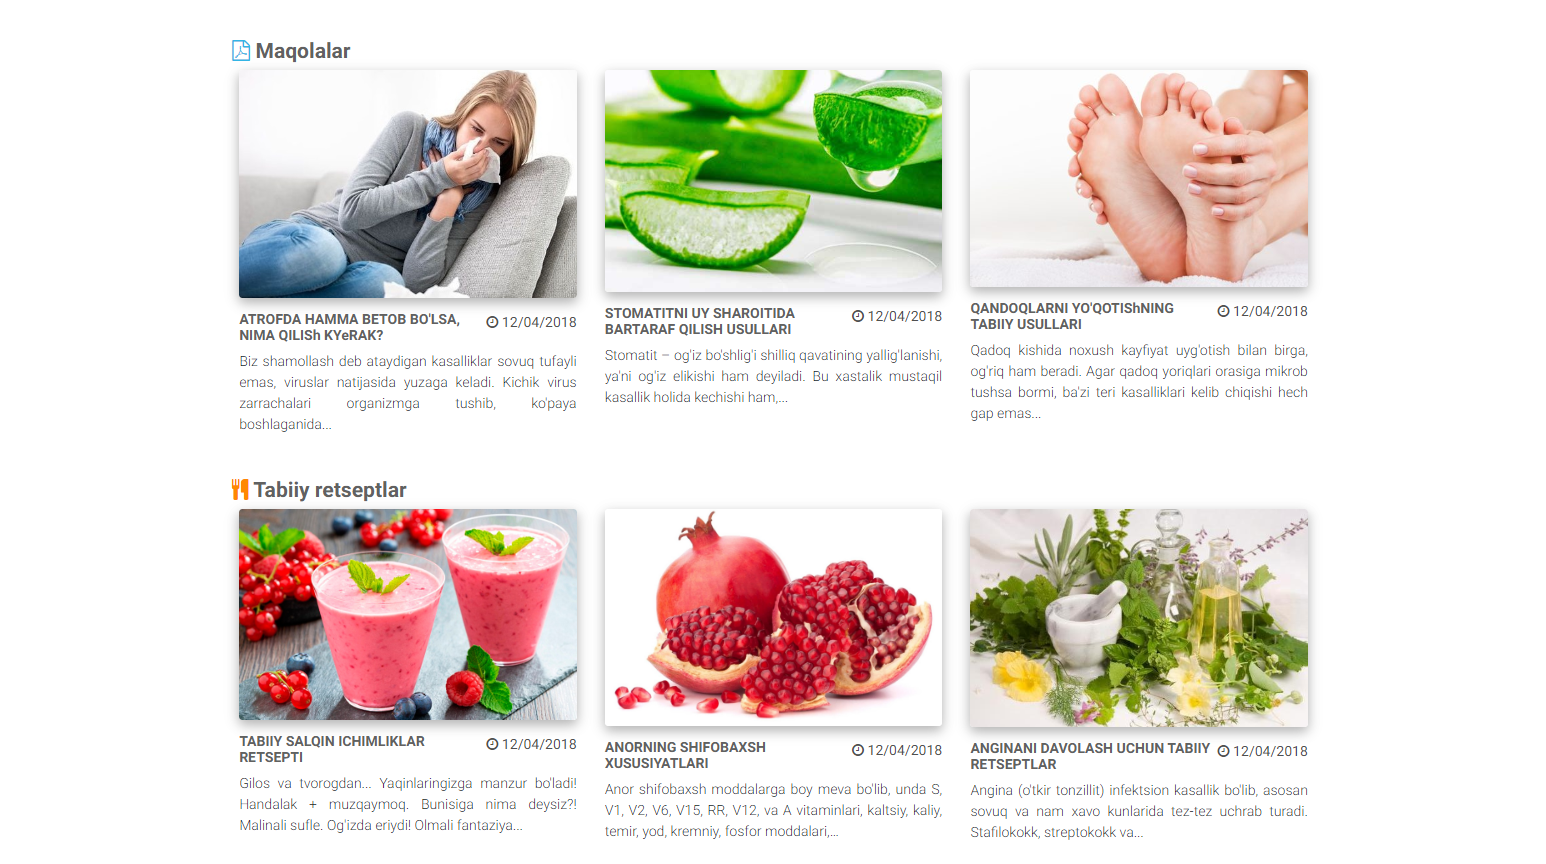 Maqolalar
ATROFDA HAMMA BETOB BO'LSA,
NIMA QILISh KYeRAK?
12/04/2018
Biz shamollash deb ataydigan kasalliklar sovuq tufayli
emas, viruslar natijasida yuzaga keladi. Kichik virus
zarrachalari organizmga tushib, ko'paya
boshlaganida...
STOMATITNI UY SHAROITIDA
BARTARAF QILISH USULLARI
12/04/2018
Stomatit – og'iz bo'shlig'i shilliq qavatining yallig'lanishi,
ya'ni og'iz elikishi ham deyiladi. Bu xastalik mustaqil
kasallik holida kechishi ham,...
QANDOQLARNI YO'QOTIShNING
TABIIY USULLARI
12/04/2018
Qadoq kishida noxush kayfiyat uyg'otish bilan birga,
og'riq ham beradi. Agar qadoq yoriqlari orasiga mikrob
tushsa bormi, ba'zi teri kasalliklari kelib chiqishi hech
gap emas...
Tabiiy retseptlar
TABIIY SALQIN ICHIMLIKLAR
RETSEPTI
12/04/2018
Gilos va tvorogdan... Yaqinlaringizga manzur bo'ladi!
Handalak + muzqaymoq. Bunisiga nima deysiz?!
Malinali sufle. Og'izda eriydi! Olmali fantaziya...
ANORNING SHIFOBAXSH
XUSUSIYATLARI
12/04/2018
Anor shifobaxsh moddalarga boy meva bo'lib, unda S,
V1, V2, V6, V15, RR, V12, va A vitaminlari, kaltsiy, kaliy,
temir, yod, kremniy, fosfor moddalari,...
ANGINANI DAVOLASH UCHUN TABIIY
RETSEPTLAR
12/04/2018
Angina (o'tkir tonzillit) infektsion kasallik bo'lib, asosan
sovuq va nam xavo kunlarida tez-tez uchrab turadi.
Stafilokokk, streptokokk va...